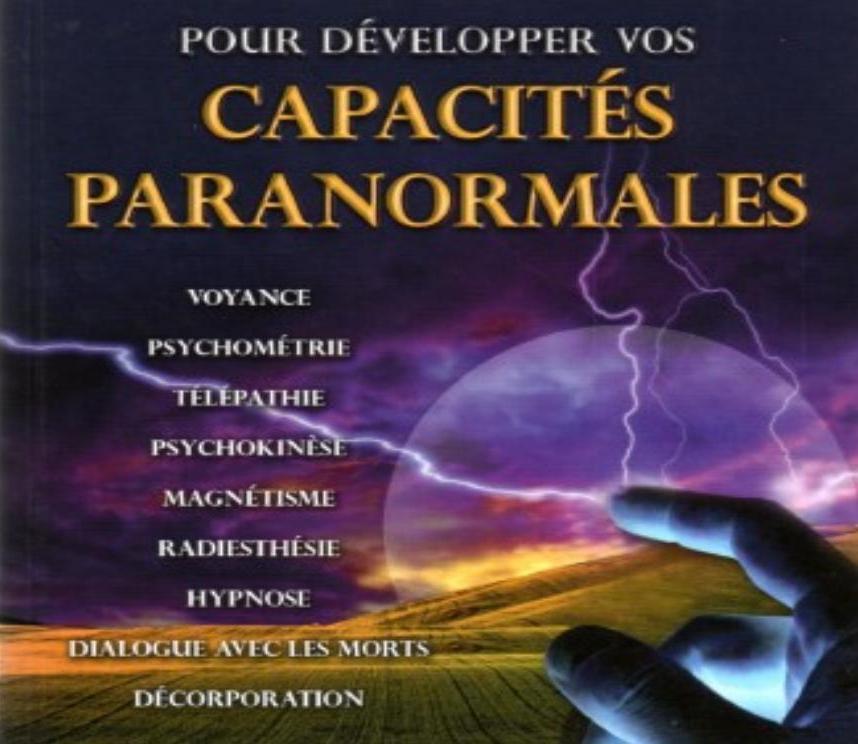 POUR DÉVELOPPER VOS
CAPACITÉS
PARANORMALES
VOYANCE
PSYCHOMÉTRIE
TÉLÉPATHIE
PSYCHOKINÈSE
MAGNÉTISME
RADIESTHÉSIE
HYPNOSE
DIALOGUE AVEC LES MORTS
DÉCORPORATION